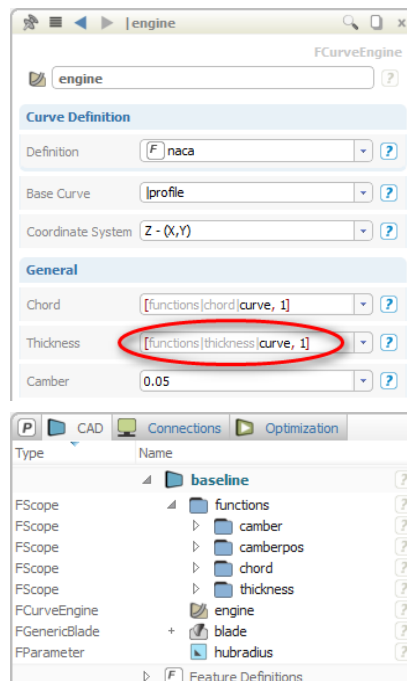 |engine
x
FCurveEngine
engine ?
Curve Definition
Definition F naca ?
Base Curve |profile ?
Coordinate System Z - (X,Y) ?
General
Chord [functions|chord|curve, 1] ?
Thickness [functions|thickness|curve, 1] ?
Camber 0.05 ?
P CAD Connections Optimization
Type Name
baseline ?
FScope functions ?
FScope camber ?
FScope camberpos ?
FScope chord ?
FScope thickness ?
FCurveEngine engine ?
FGenericBlade + blade ?
FParameter hubradius ?
F Feature Definitions